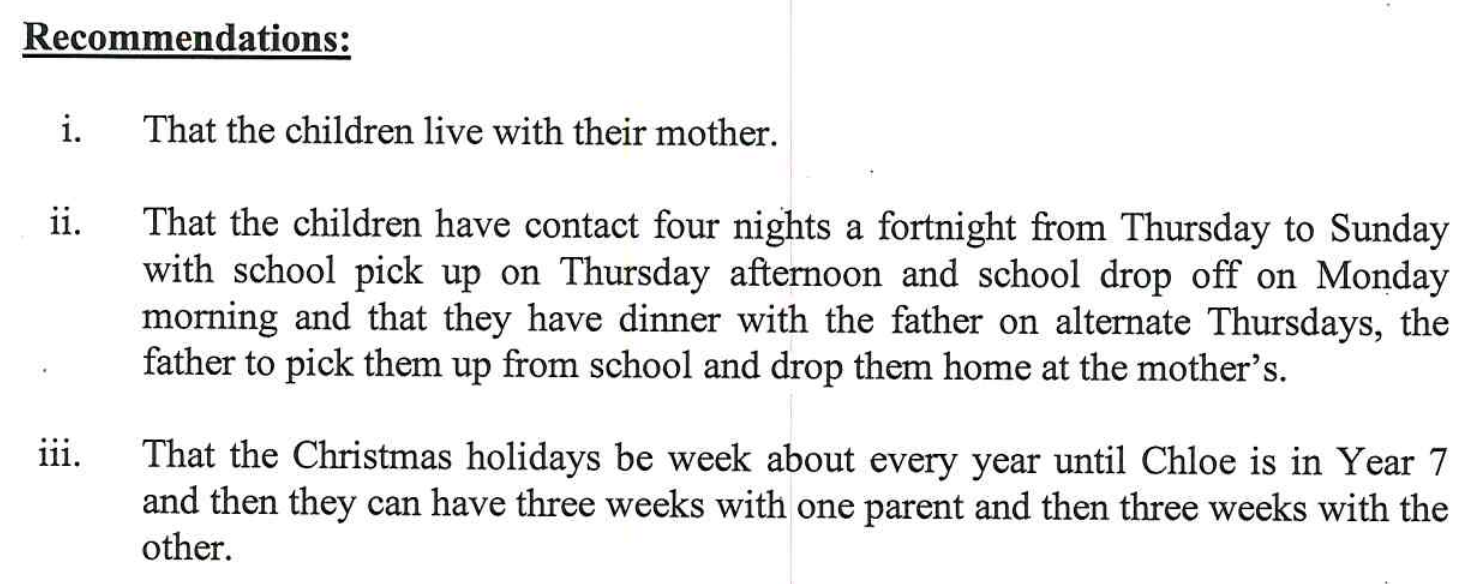 Recommendations:
i. That the children live with their mother.
ii. That the children have contact four nights a fortnight from Thursday to Sunday
with school pick up on Thursday afternoon and school drop off on Monday
morning and that they have dinner with the father on alternate Thursdays, the
father to pick them up from school and drop them home at the mother’s.
iii. That the Christmas holidays be week about every year until Chloe is in Year 7
and then they can have three weeks with one parent and then three weeks with the
other.